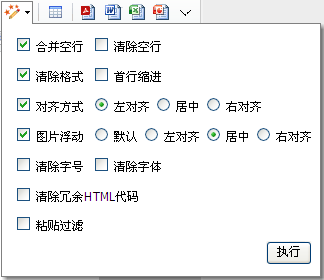 合并空行 清除空行
清除格式 首行缩进
对齐方式 左对齐 居中 右对齐
图片浮动 默认 左对齐 居中 右对齐
清除字号 清除字体
清除冗余HTML代码
粘贴过滤
执行